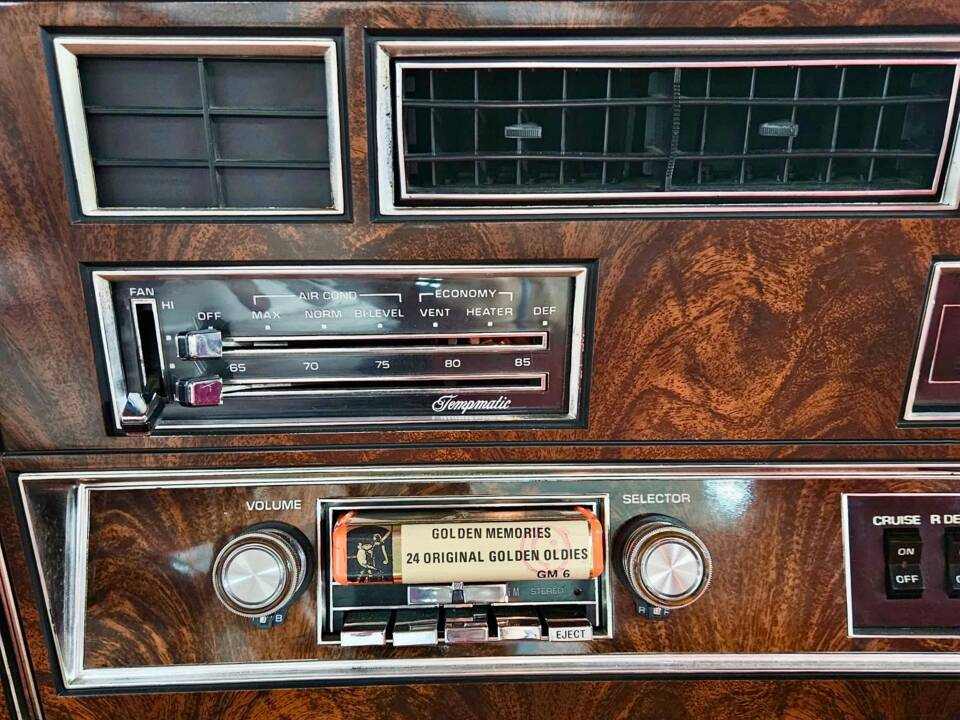 FAN
HI
AIR COND
ECONOMY
OFF MAX NORM BI-LEVEL VENT HEATER DEF
65 70 75 80 85
Tempmatic
VOLUME
SELECTOR
GOLDEN MEMORIES
24 ORIGINAL GOLDEN OLDIES
GM 6
STEREO
EJECT
B
R F
CRUISE R DE
ON
OFF